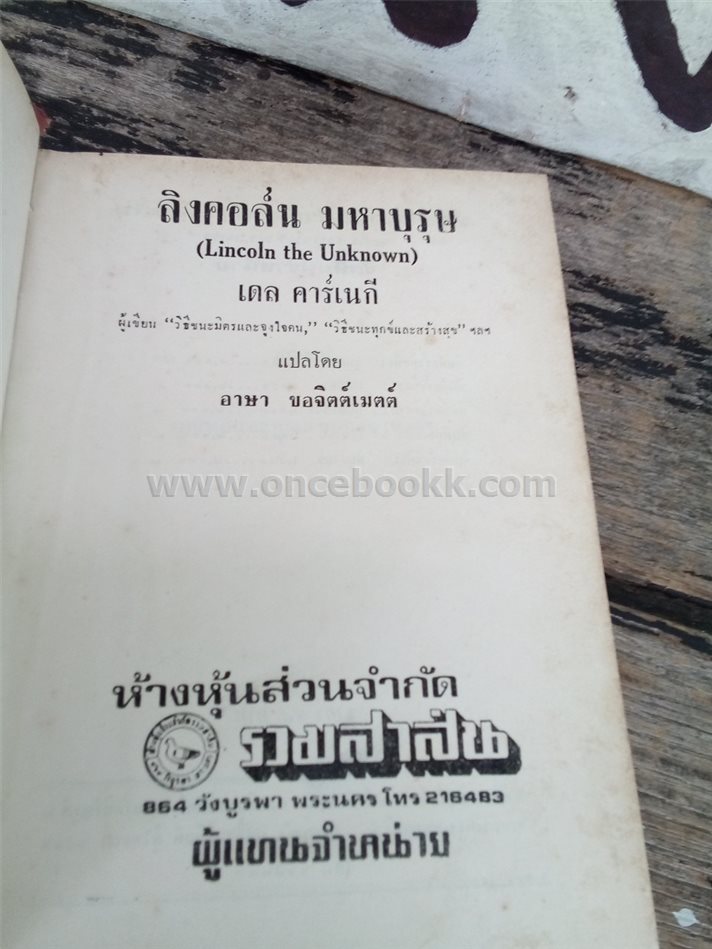 ลิงคอล์น มหาบุรุษ
(Lincoln the Unknown)
เดล คาร์เนกี
ผู้เขียน “วิธีชนะมิตรและจูงใจคน,” “วิธีชนะทุกข์และสร้างสุข” ฯลฯ
แปลโดย
อาษา ขอจิตต์เมตต์
www.oncebookk.com
ห้างหุ้นส่วนจำกัด
รวมสาส์น
864 วังบูรพา พระนคร โทร 216483
ผู้แทนจำหน่าย